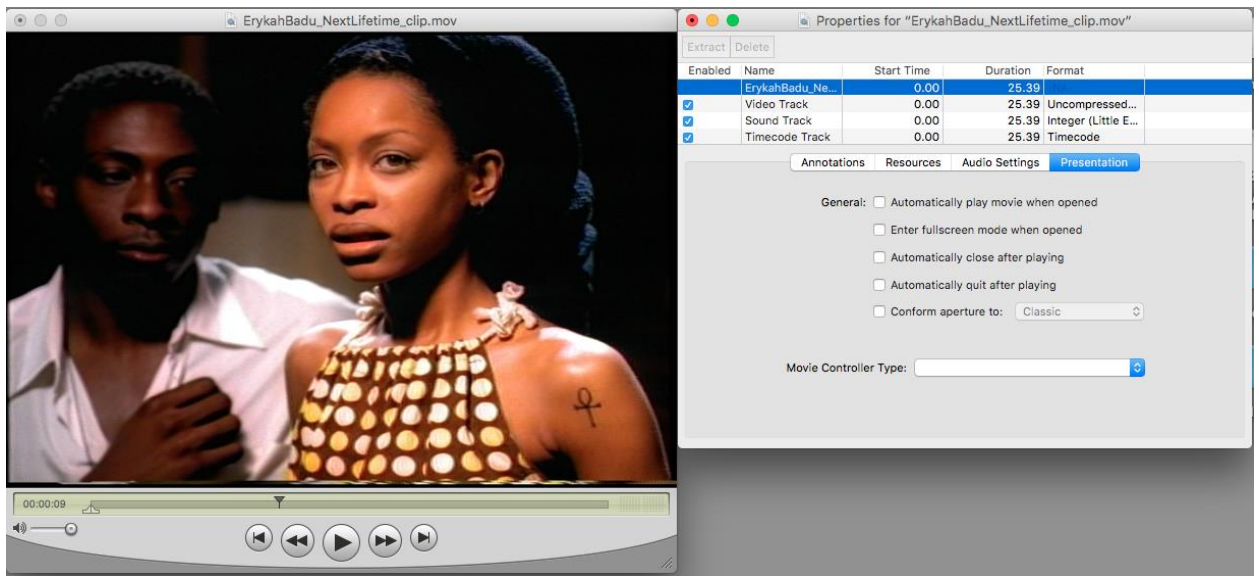 ErykahBadu_NextLifetime_clip.mov
00:00:09
Properties for “ErykahBadu_NextLifetime_clip.mov”
Extract Delete
Enabled Name Start Time Duration Format
ErykahBadu_Ne... 0.00 25.39
Video Track 0.00 25.39 Uncompressed...
Sound Track 0.00 25.39 Integer (Little E...
Timecode Track 0.00 25.39 Timecode
Annotations Resources Audio Settings Presentation
General: Automatically play movie when opened
Enter fullscreen mode when opened
Automatically close after playing
Automatically quit after playing
Conform aperture to: Classic
Movie Controller Type: